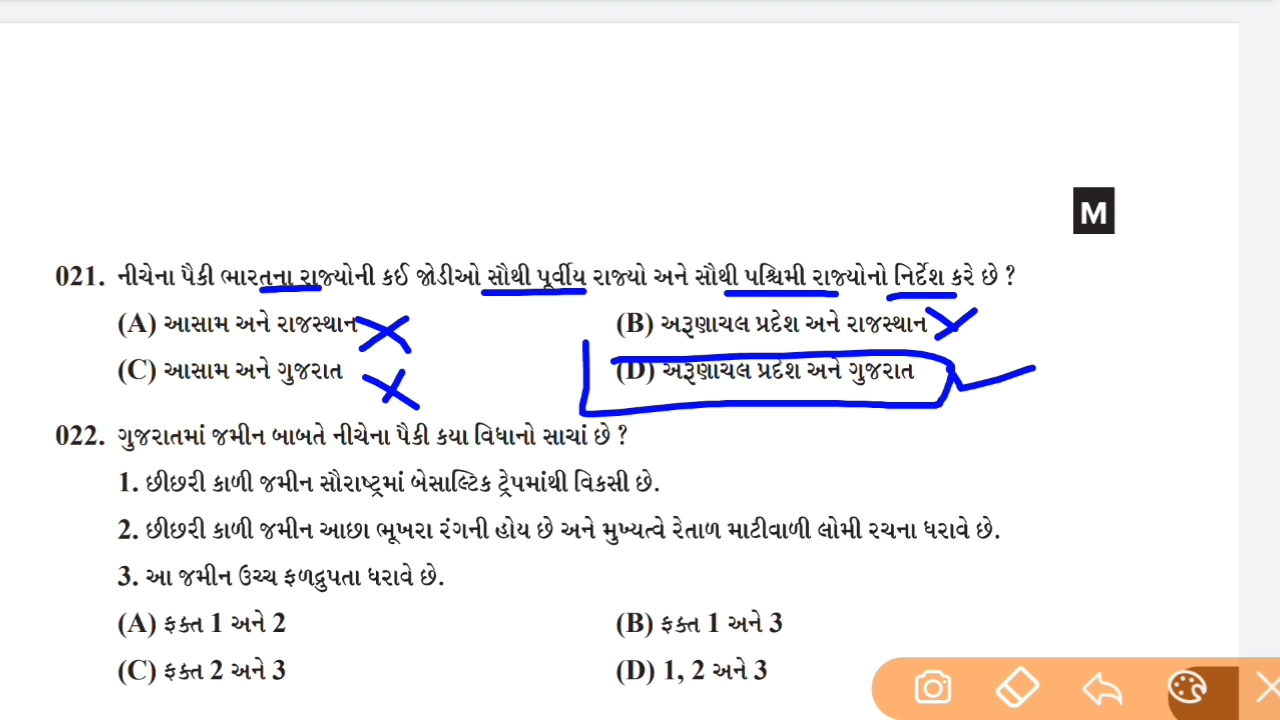 M
021. નીચેના પૈકી ભારતના રાજ્યોની કઈ જોડીઓ સૌથી પૂર્વીય રાજ્યો અને સૌથી પશ્ચિમી રાજ્યોનો નિર્દેશ કરે છે ?
(A) આસામ અને રાજસ્થાન (B) અરૂણાચલ પ્રદેશ અને રાજસ્થાન
(C) આસામ અને ગુજરાત (D) અરૂણાચલ પ્રદેશ અને ગુજરાત
022. ગુજરાતમાં જમીન બાબતે નીચેના પૈકી કયા વિધાનો સાચાં છે ?
1. છીછરી કાળી જમીન સૌરાષ્ટ્રમાં બેસાલ્ટિક ટ્રેપમાંથી વિકસી છે.
2. છીછરી કાળી જમીન આછા ભૂખરા રંગની હોય છે અને મુખ્યત્વે રેતાળ માટીવાળી લોમી રચના ધરાવે છે.
3. આ જમીન ઉચ્ચ ફળદ્રુપતા ધરાવે છે.
(A) ફક્ત 1 અને 2 (B) ફક્ત 1 અને 3
(C) ફક્ત 2 અને 3 (D) 1, 2 અને 3